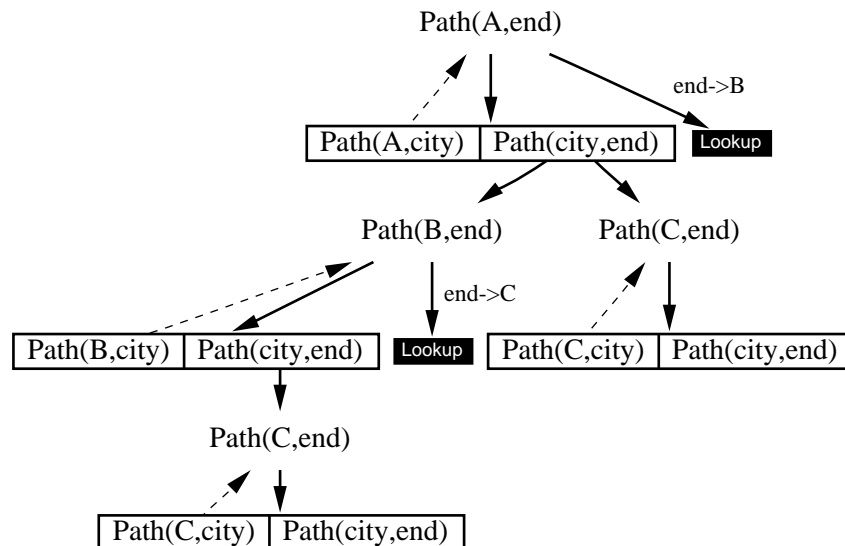 Path(A,end)
end->B
Path(A,city) Path(city,end) Lookup
Path(B,end) Path(C,end)
end->C
Path(B,city) Path(city,end) Lookup Path(C,city) Path(city,end)
Path(C,end)
Path(C,city) Path(city,end)